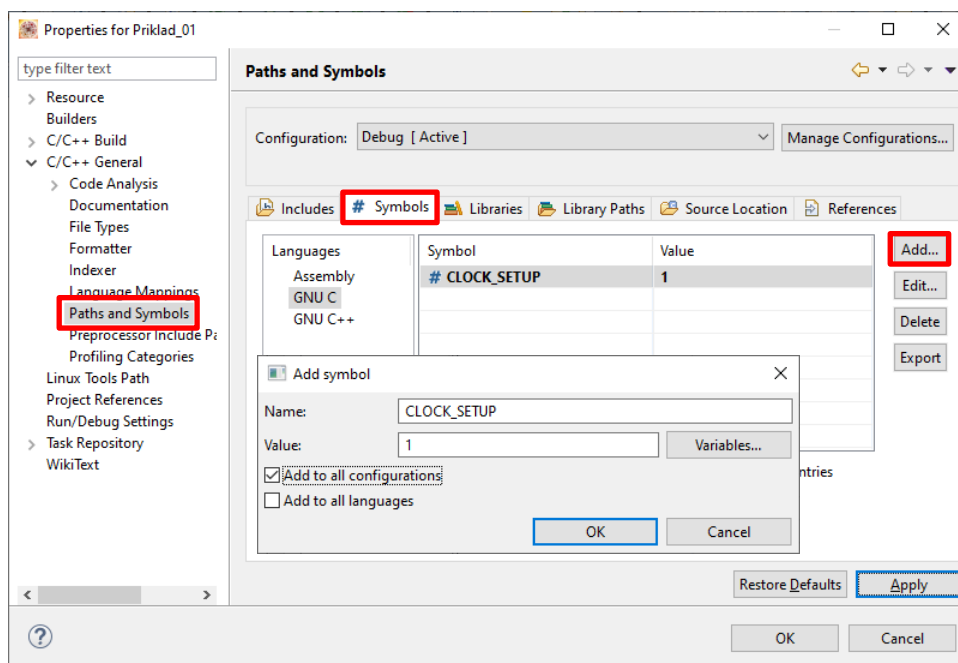 Properties for Priklad_01
type filter text
Paths and Symbols
Resource
Builders
C/C++ Build
C/C++ General
Code Analysis
Documentation
File Types
Formatter
Indexer
Language Mappings
Paths and Symbols
Preprocessor Include Pa
Profiling Categories
Linux Tools Path
Project References
Run/Debug Settings
Task Repository
WikiText
Configuration: Debug [ Active ] Manage Configurations...
Includes # Symbols Libraries Library Paths Source Location References
Languages
Assembly
GNU C
GNU C++
Symbol Value
# CLOCK_SETUP 1
Add...
Edit...
Delete
Export
Add symbol
Name: CLOCK_SETUP
Value: 1 Variables...
Add to all configurations
Add to all languages
OK Cancel
ntries
Restore Defaults Apply
OK Cancel